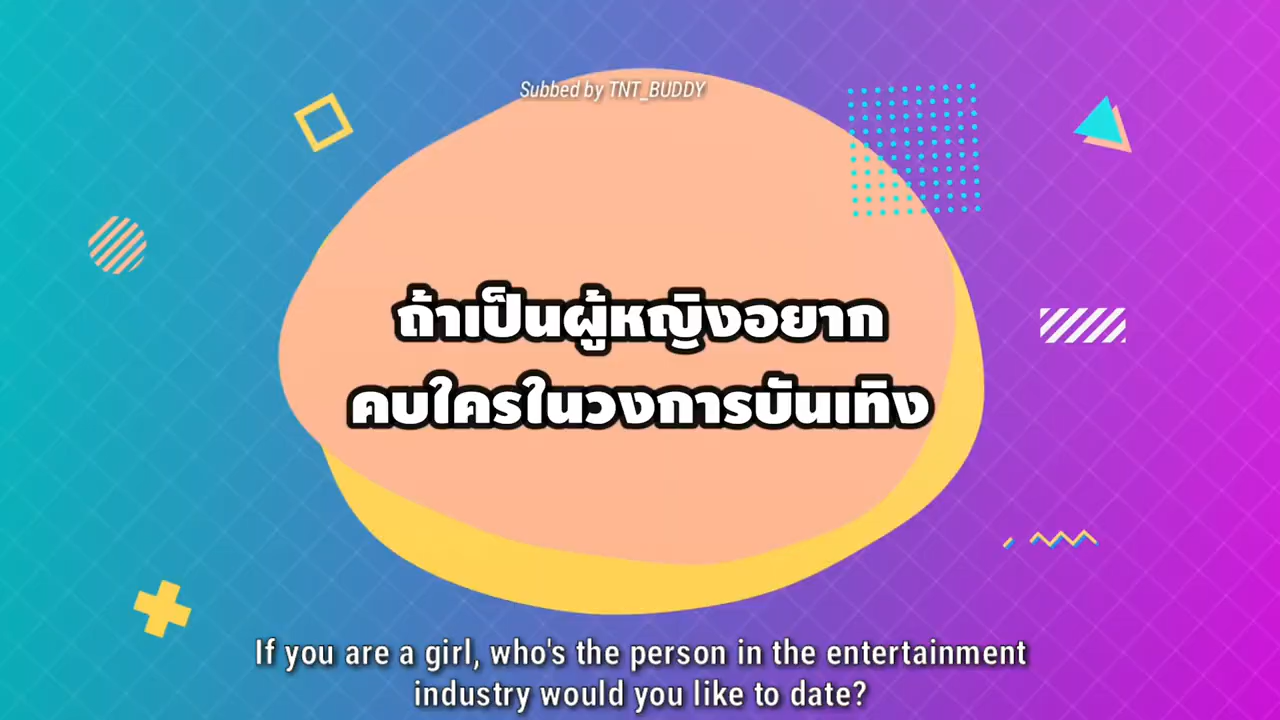 Subbed by TNT_BUDDY
ถ้าเป็นผู้หญิงอยาก
คบใครในวงการบันเทิง
If you are a girl, who's the person in the entertainment
industry would you like to date?